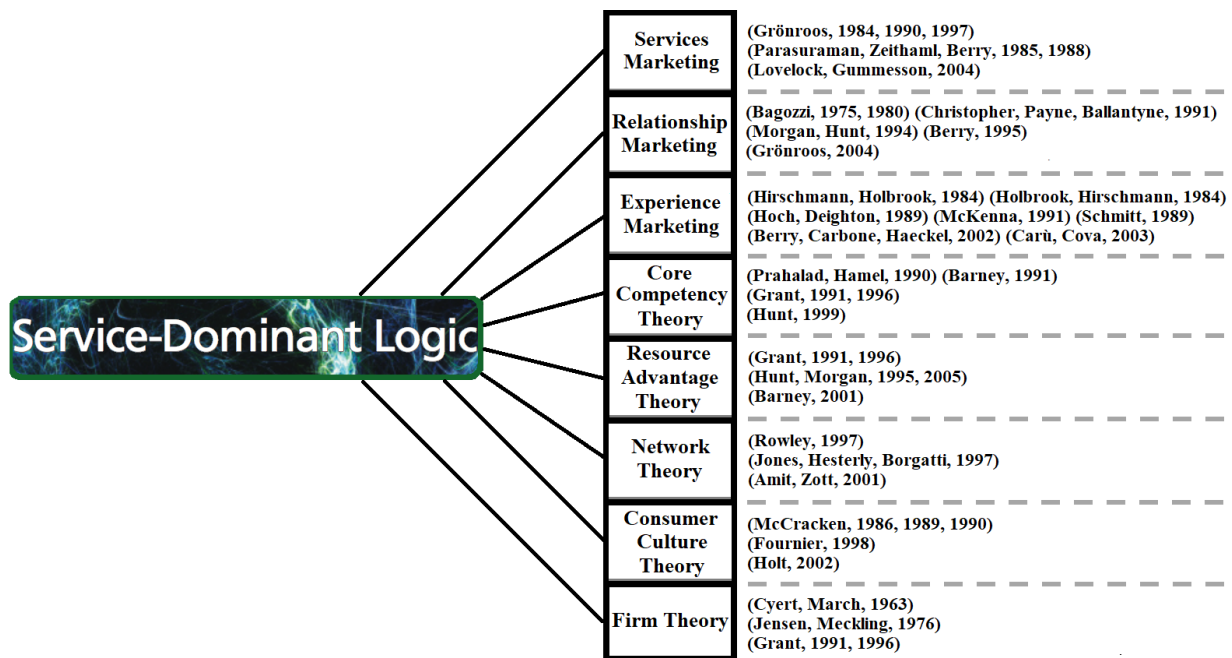 Service-Dominant Logic
Services
Marketing
(Grönroos, 1984, 1990, 1997)
(Parasuraman, Zeithaml, Berry, 1985, 1988)
(Lovelock, Gummesson, 2004)
Relationship
Marketing
(Bagozzi, 1975, 1980) (Christopher, Payne, Ballantyne, 1991)
(Morgan, Hunt, 1994) (Berry, 1995)
(Grönroos, 2004)
Experience
Marketing
(Hirschmann, Holbrook, 1984) (Holbrook, Hirschmann, 1984)
(Hoch, Deighton, 1989) (McKenna, 1991) (Schmitt, 1989)
(Berry, Carbone, Haeckel, 2002) (Carù, Cova, 2003)
Core
Competency
Theory
(Prahalad, Hamel, 1990) (Barney, 1991)
(Grant, 1991, 1996)
(Hunt, 1999)
Resource
Advantage
Theory
(Grant, 1991, 1996)
(Hunt, Morgan, 1995, 2005)
(Barney, 2001)
Network
Theory
(Rowley, 1997)
(Jones, Hesterly, Borgatti, 1997)
(Amit, Zott, 2001)
Consumer
Culture
Theory
(McCracken, 1986, 1989, 1990)
(Fournier, 1998)
(Holt, 2002)
Firm Theory
(Cyert, March, 1963)
(Jensen, Meckling, 1976)
(Grant, 1991, 1996)